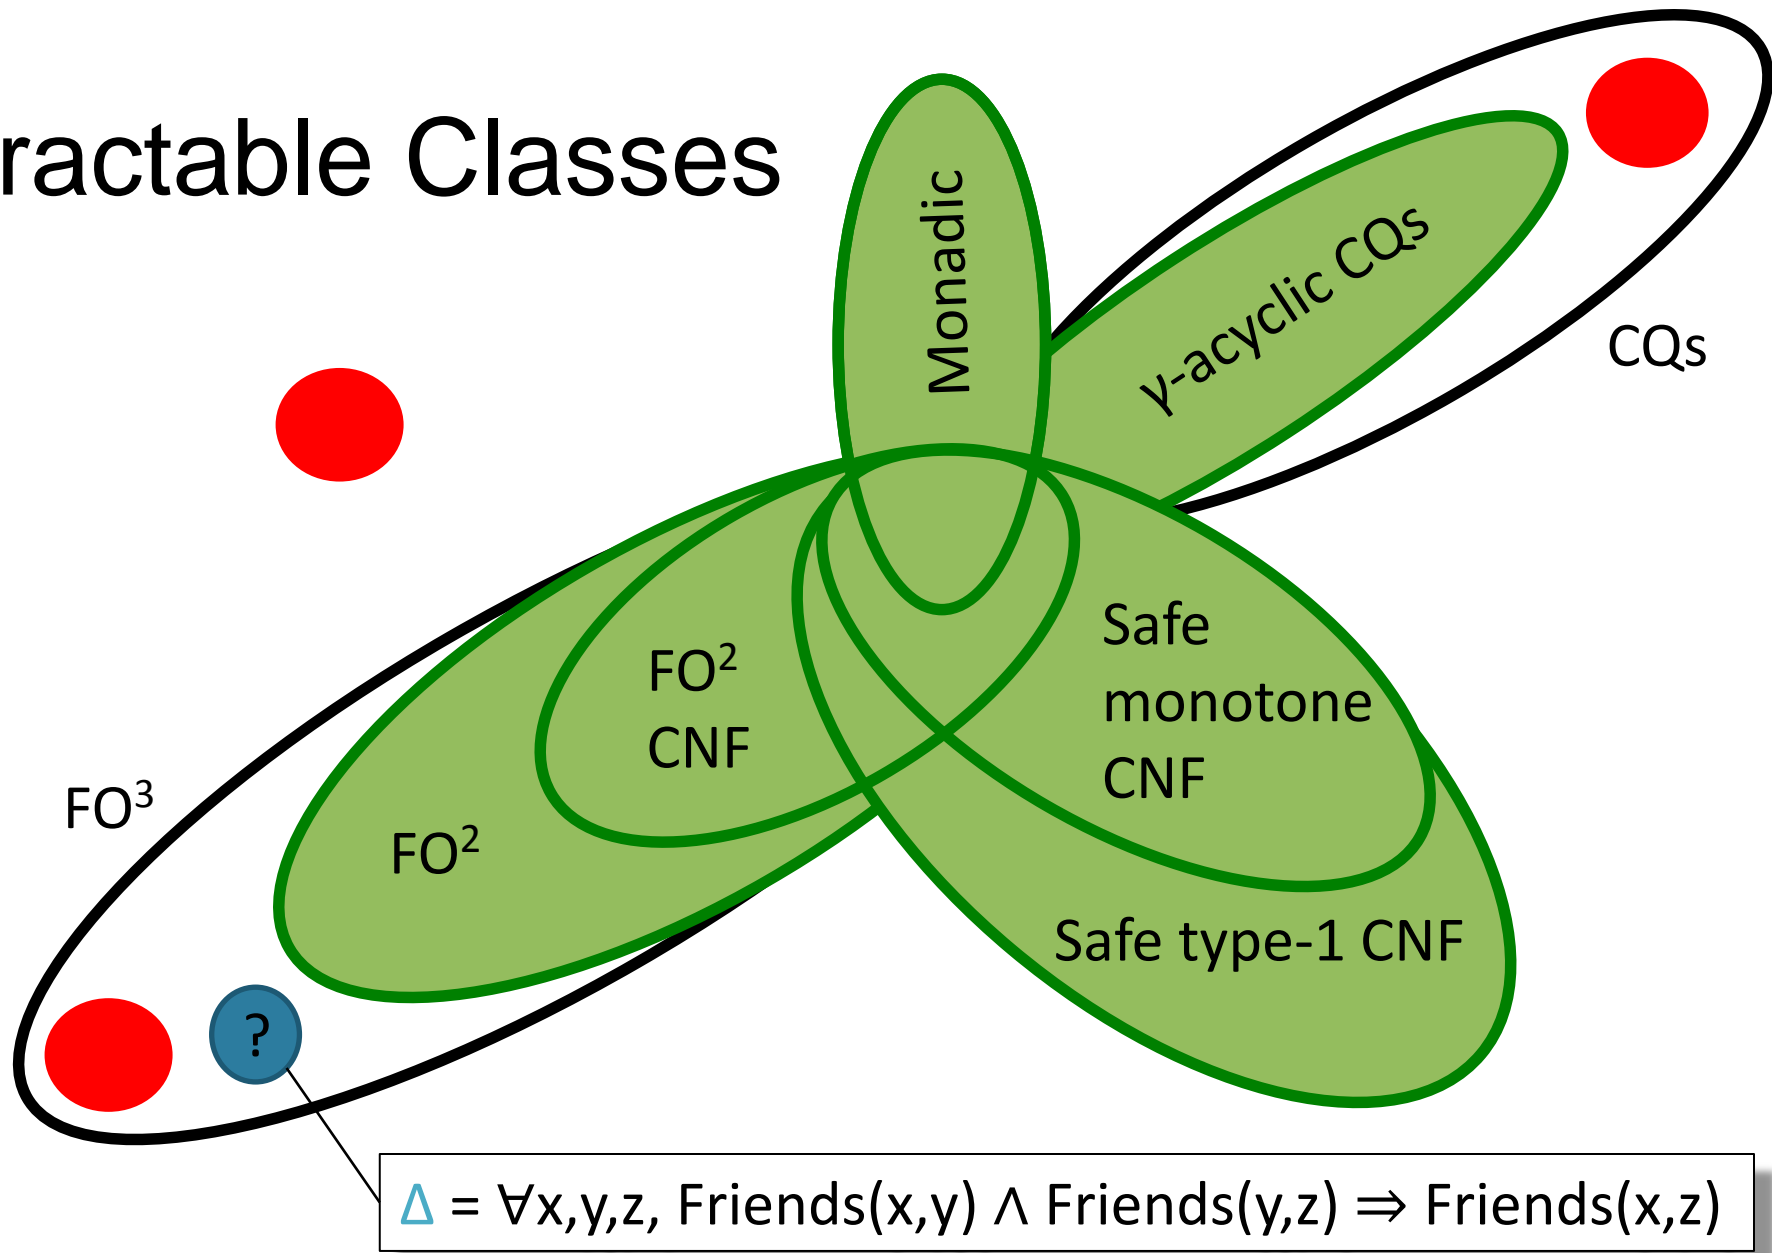 ractable Classes
Monadic
γ-acyclic CQs
CQs
FO³
FO²
FO²
CNF
Safe
monotone
CNF
Safe type-1 CNF
?
Δ = ∀x,y,z, Friends(x,y) ∧ Friends(y,z) ⇒ Friends(x,z)